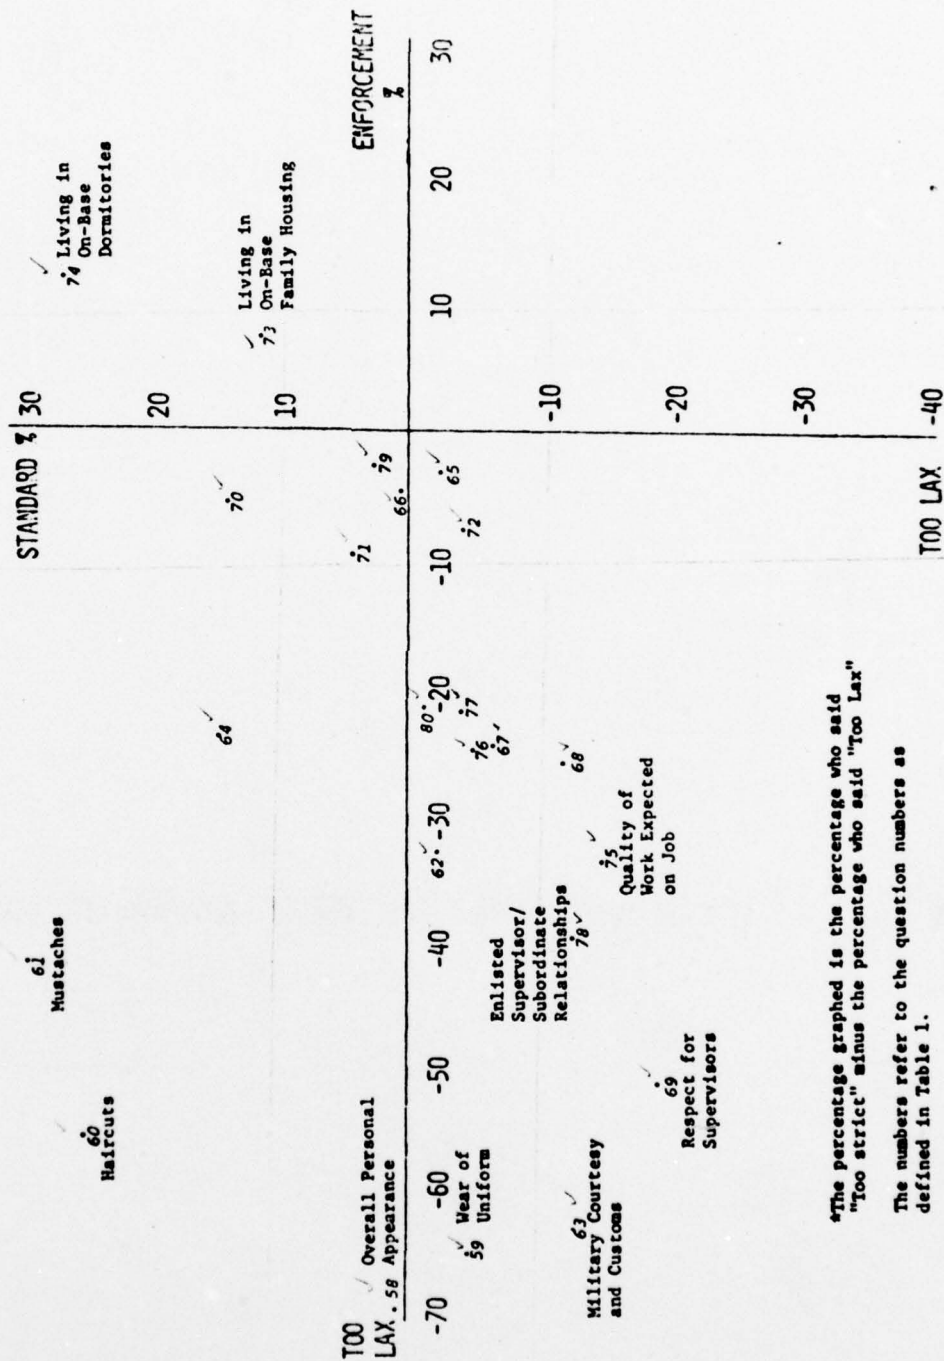 STANDARD %
30
20
10
-10
-20
-30
-40
TOO LAX
ENFORCEMENT
%
30
20
10
-10
-20
-30
-40
-50
-60
-70
TOO
LAX
61
Mustaches
60
Haircuts
74 Living in
On-Base
Dormitories
73 Living in
On-Base
Family Housing
64
70
71
79
66
65
72
80
77
76
67
68
62
75
Quality of
Work Expected
on Job
Enlisted
Supervisor/
Subordinate
Relationships
78
Overall Personal
58 Appearance
59 Wear of
Uniform
63
Military Courtesy
and Customs
69
Respect for
Supervisors
*The percentage graphed is the percentage who said
"Too strict" minus the percentage who said "Too Lax"
The numbers refer to the question numbers as
defined in Table 1.